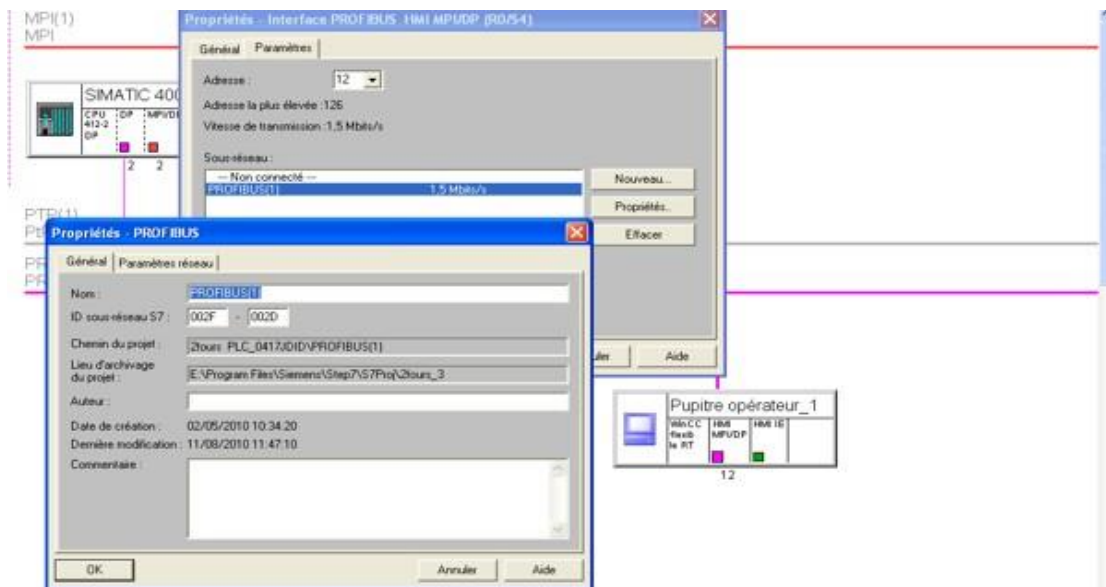 MPI(1)
MPI
Propriétés - Interface PROFIBUS HMI MPI/DP (R0/S4)
Général
Paramètres
Adresse :
12
Adresse la plus élevée :126
Vitesse de transmission :1,5 Mbits/s
Sous-réseau :
--- Non connecté ---
PROFIBUS(1)
1,5 Mbits/s
Nouveau...
Propriétés...
Effacer
Aide
SIMATIC 400
CPU
412-2
DP
DP
MPI/DP
2
2
PTP(1)
Propriétés - PROFIBUS
Général
Paramètres réseau
Nom :
PROFIBUS(1)
ID sous-réseau S7 :
002F
-
002D
Chemin du projet :
2tours PLC_0417JDID\PROFIBUS(1)
Lieu d'archivage
du projet :
E:\Program Files\Siemens\Step7\S7Proj\2tours_3
Auteur :
Date de création :
02/05/2010 10:34:20
Dernière modification :
11/08/2010 11:47:10
Commentaire :
OK
Annuler
Aide
Pupitre opérateur_1
WinCC
flexib
le RT
HMI
MPI/DP
HMI IE
12